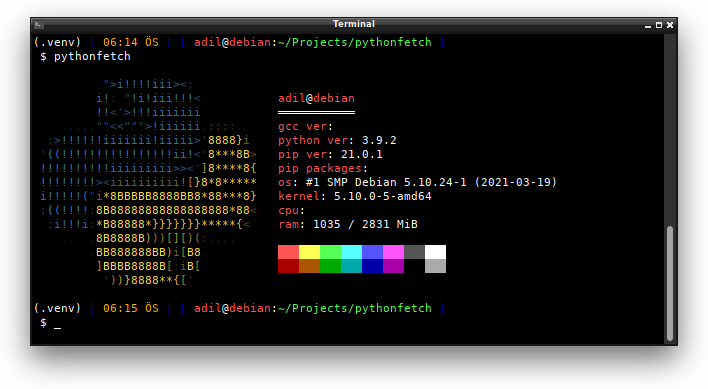 Terminal
(.venv) [ 06:14 ÖS ] [ adil@debian:~/Projects/pythonfetch ]
$ pythonfetch
.">i!!!!iii><;
i!: "!i!iii!!!<
.!!<'>!!!iiiiiii
adil@debian
....."*<<""">!iiiiii.::::
gcc ver:
;>!!!!!!iiiiiii!iiiii>'8888}i
python ver: 3.9.2
'((!!!!!!!!!!!!!!!!ii!<'8***8B>
pip ver: 21.0.1
!!!!!!!!!!iiiiiiiii>><']8****8{
pip packages:
!!!!!!!!><iiiiiiiiii![}8*8*****
os: #1 SMP Debian 5.10.24-1 (2021-03-19)
i!!!!!("i*8BBBBBB8888BB8*88***8}
kernel: 5.10.0-5-amd64
;((!!!!:8B88888888888888888*88<
cpu:
;i!!!i:*B88888*}}}}}}}*****{<
ram: 1035 / 2831 MiB
.....8B8888B)))[][)(:....
BB888888BB)i[B8
]BBBB8888B[:iB[
'))}8888**{['
(.venv) [ 06:15 ÖS ] [ adil@debian:~/Projects/pythonfetch ]
$ _